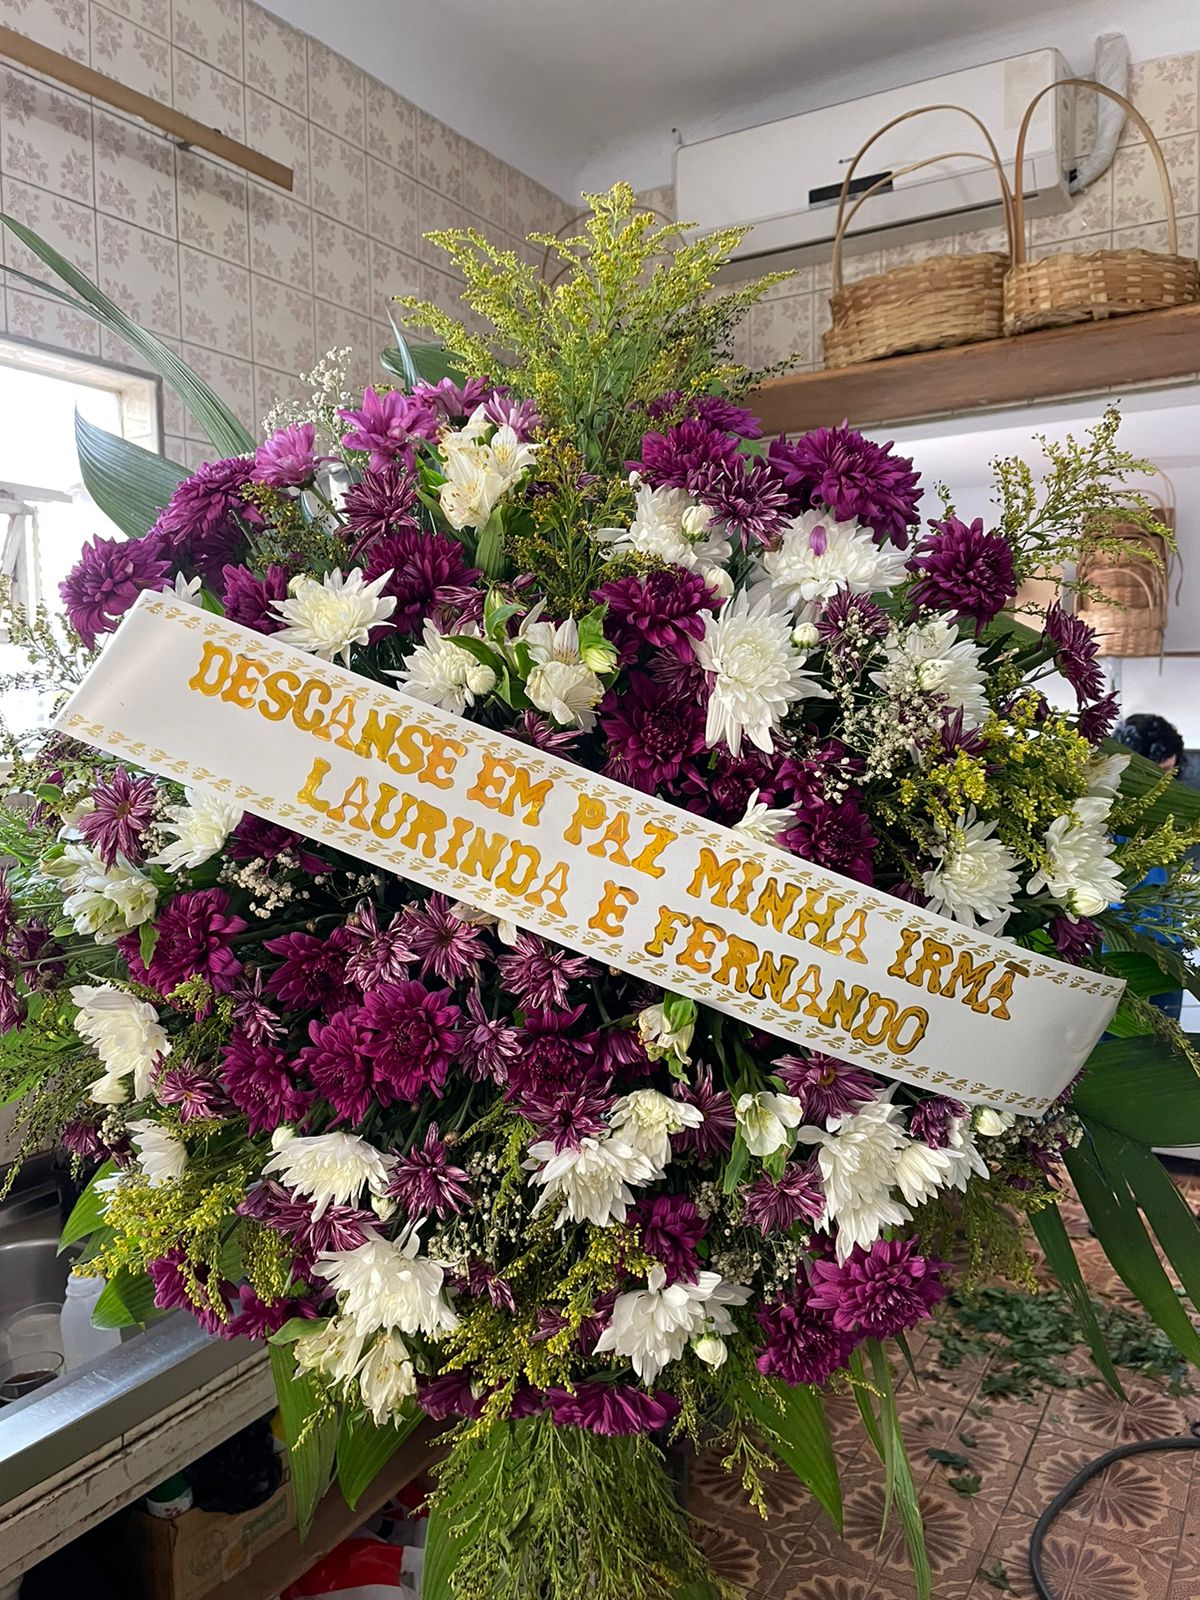 DESCANSE EM PAZ MINHA IRMÃ
LAURINDA E FERNANDO